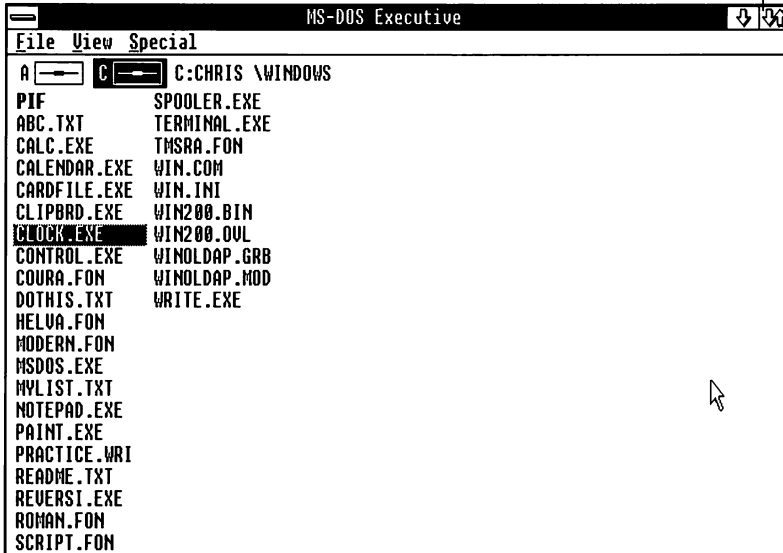 MS-DOS Executive
File View Special
A C C:CHRIS \WINDOWS
PIF
ABC.TXT
CALC.EXE
CALENDAR.EXE
CARDFILE.EXE
CLIPBRD.EXE
CLOCK.EXE
CONTROL.EXE
COURA.FON
DOTHIS.TXT
HELVA.FON
MODERN.FON
MSDOS.EXE
MYLIST.TXT
NOTEPAD.EXE
PAINT.EXE
PRACTICE.WRI
README.TXT
REVERSI.EXE
ROMAN.FON
SCRIPT.FON
SPOOLER.EXE
TERMINAL.EXE
TMSRA.FON
WIN.COM
WIN.INI
WIN200.BIN
WIN200.OVL
WINOLDAP.GRB
WINOLDAP.MOD
WRITE.EXE